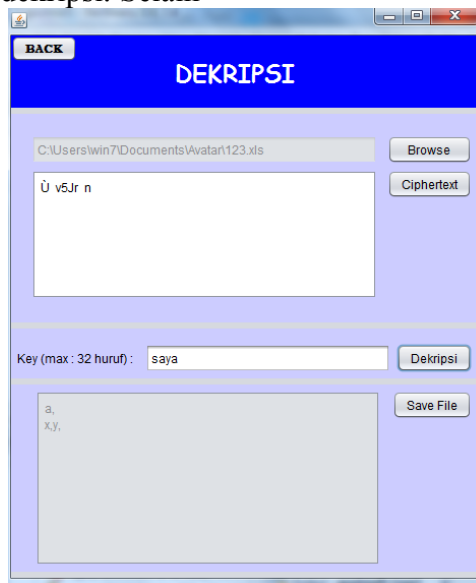 dekripsi. Selain
BACK
DEKRIPSI
C:\Users\win7\Documents\Avatar\123.xls
Browse
Ù v5Jr n
Ciphertext
Key (max : 32 huruf) :
saya
Dekripsi
a,
x,y,
Save File